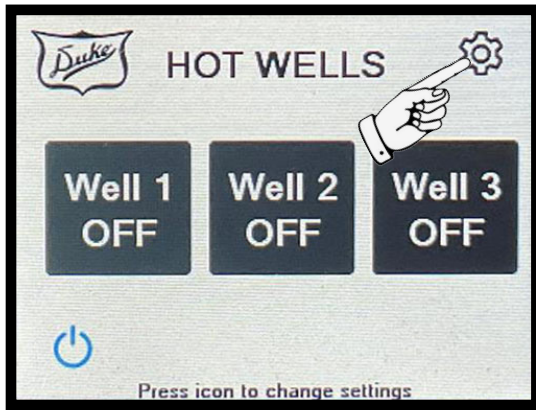 Duke
HOT WELLS
Well 1
OFF
Well 2
OFF
Well 3
OFF
Press icon to change settings